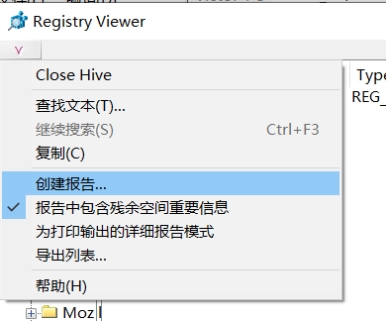 Registry Viewer
Close Hive
Type
查找文本(T)...
REG_
继续搜索(S) Ctrl+F3
复制(C)
创建报告...
报告中包含残余空间重要信息
为打印输出的详细报告模式
导出列表...
帮助(H)
Moz